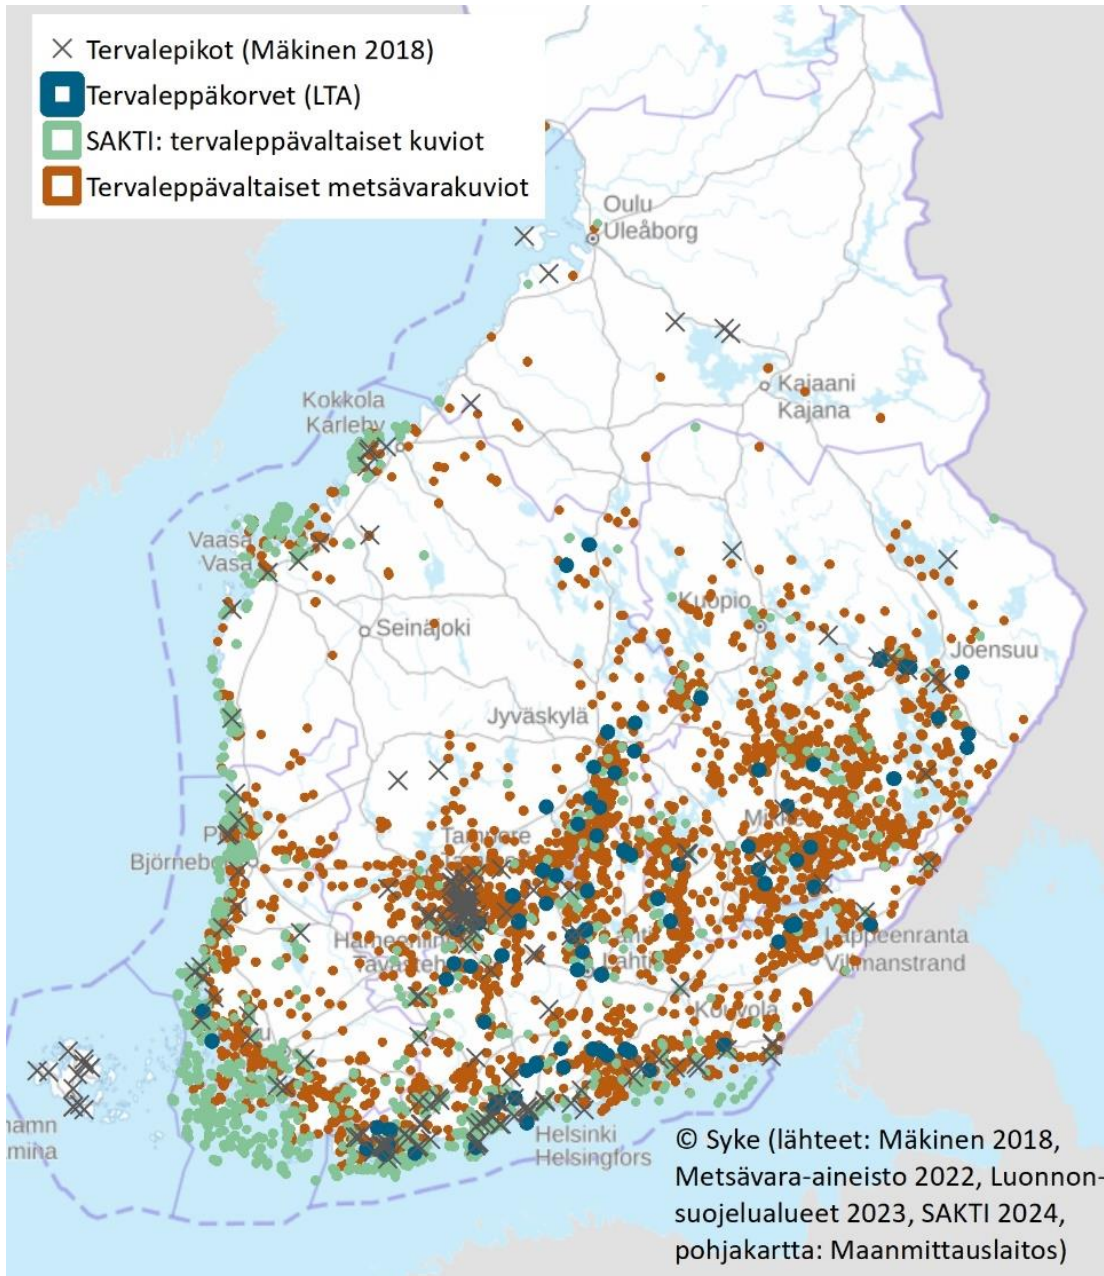 Tervalepikot (Mäkinen 2018)
Tervaleppäkorvet (LTA)
SAKTI: tervaleppävaltaiset kuviot
Tervaleppävaltaiset metsävarakuviot
Oulu
Uleåborg
Kajaani
Kajana
Kokkola
Karleby
Vaasa
Vasa
Seinäjoki
Kuopio
Joensuu
Jyväskylä
Tampere
Björnebo
Lahti
Lahti
Lappeenranta
Villmanstrand
Kouvola
Helsinki
Helsingfors
© Syke (lähteet: Mäkinen 2018,
Metsävara-aineisto 2022, Luonnon-
suojelualueet 2023, SAKTI 2024,
pohjakartta: Maanmittauslaitos)